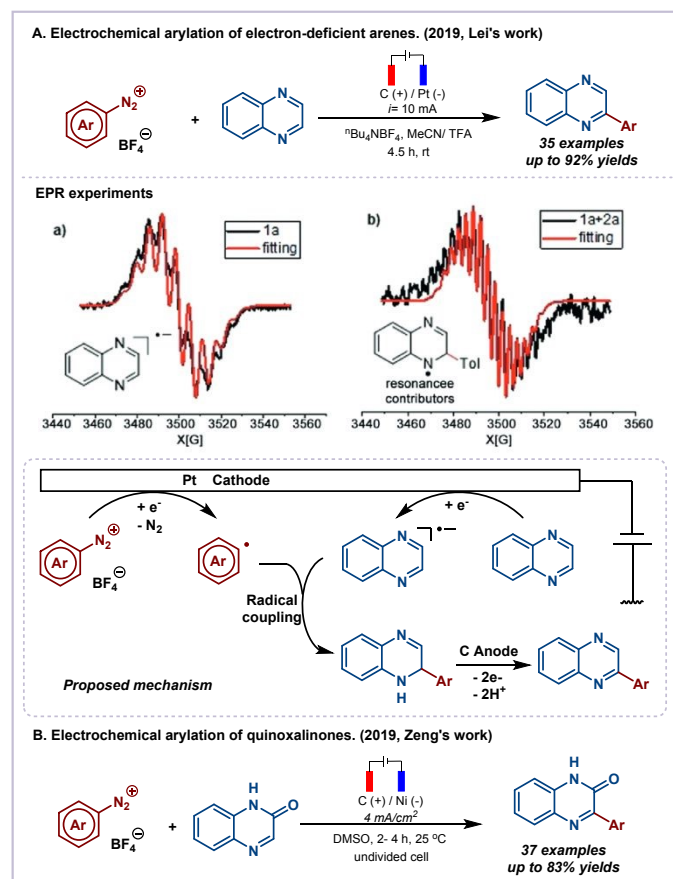 A. Electrochemical arylation of electron-deficient arenes. (2019, Lei's work)
Ar
N2
⊕
BF4
⊖
+
N
N
C (+) / Pt (-)
i= 10 mA
nBu4NBF4, MeCN/ TFA
4.5 h, rt
N
N
Ar
35 examples
up to 92% yields
EPR experiments
a)
1a
fitting
N
N
•−
3440 3460 3480 3500 3520 3540 3560
X[G]
b)
1a+2a
fitting
N
N
Tol
resonancee
contributors
3440 3460 3480 3500 3520 3540 3560
X[G]
Pt Cathode
+ e-
- N2
+ e-
Ar
N2
⊕
BF4
⊖
Ar
•
N
N
•−
N
N
Radical
coupling
N
N
H
Ar
C Anode
- 2e-
- 2H+
N
N
Ar
Proposed mechanism
B. Electrochemical arylation of quinoxalinones. (2019, Zeng's work)
Ar
N2
⊕
BF4
⊖
+
H
N
O
N
C (+) / Ni (-)
4 mA/cm2
DMSO, 2- 4 h, 25 oC
undivided cell
H
N
O
N
Ar
37 examples
up to 83% yields